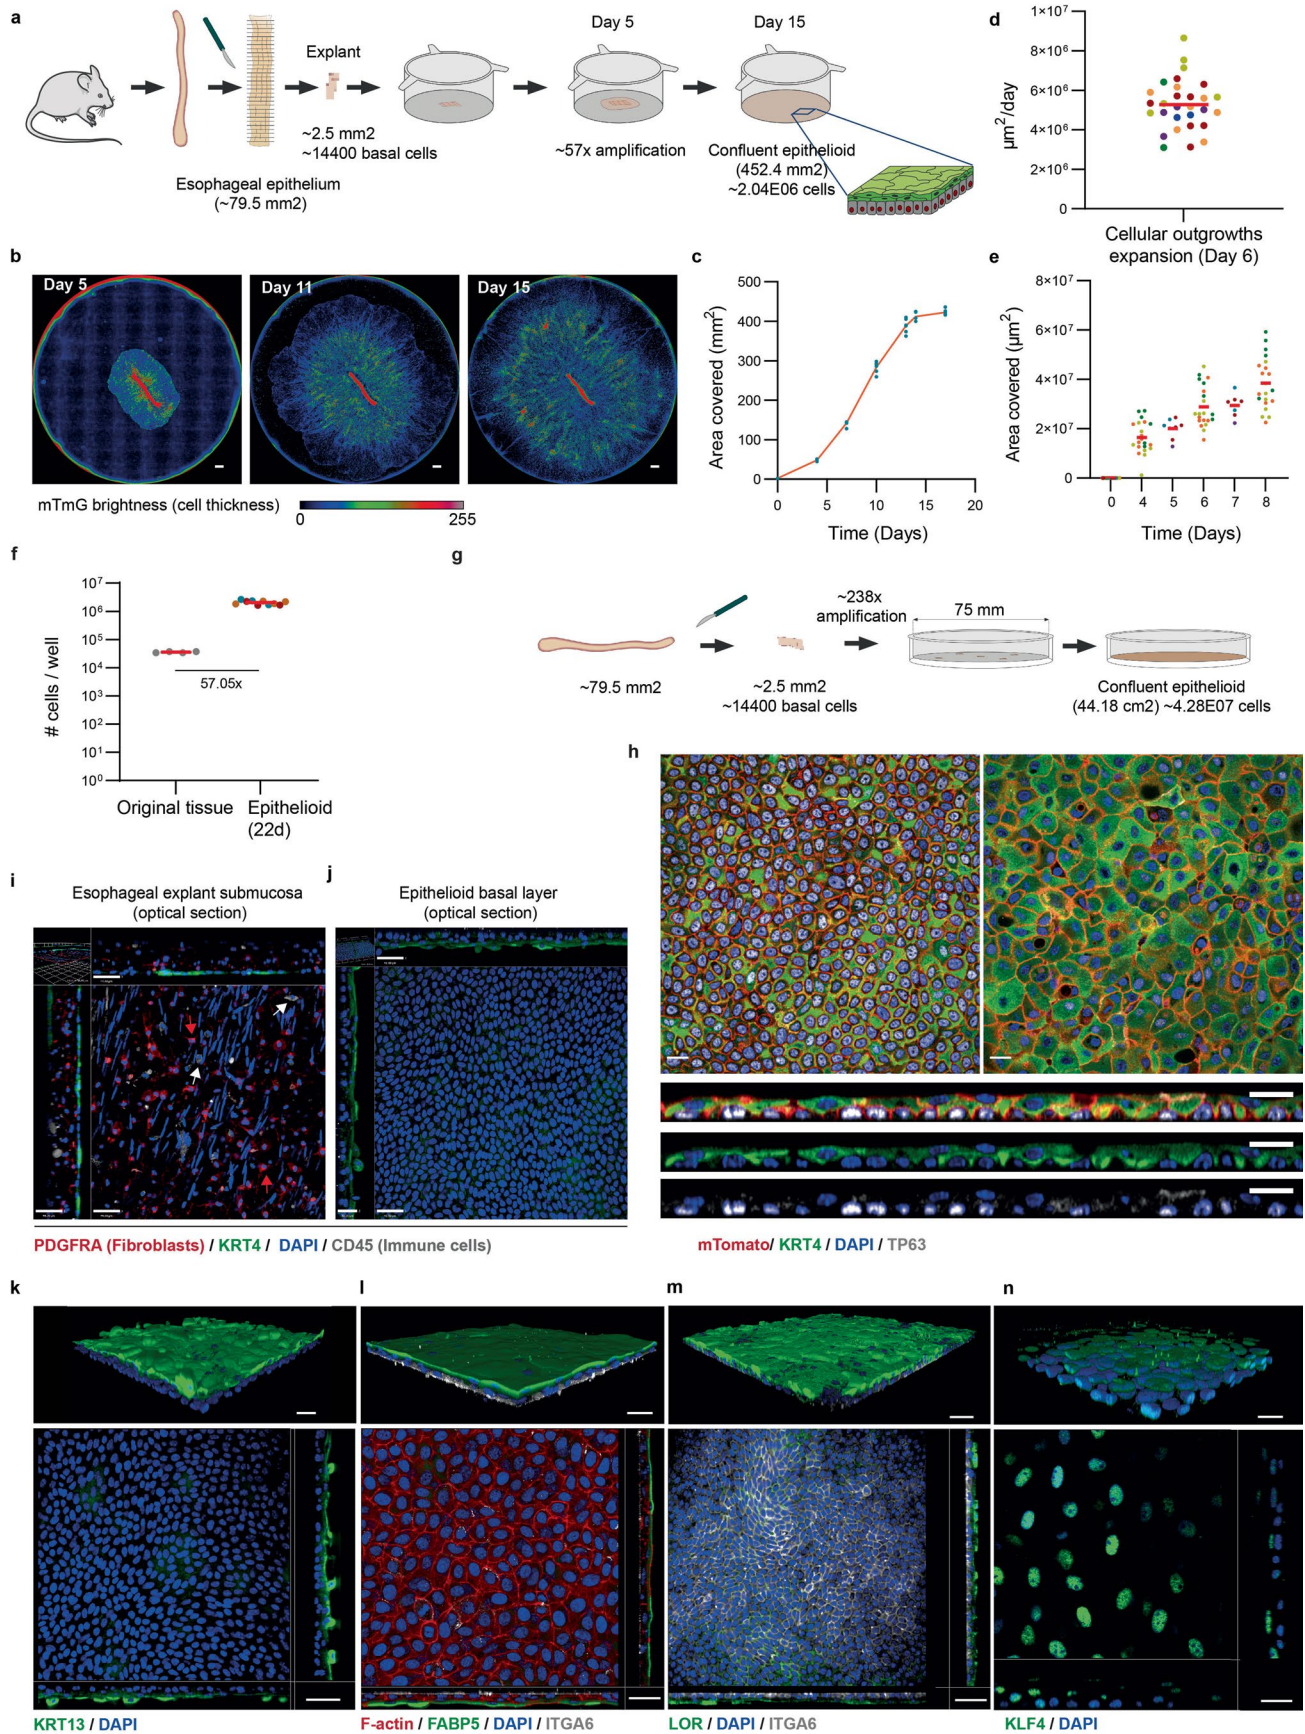 a
Explant
~2.5 mm2
~14400 basal cells
Esophageal epithelium
(~79.5 mm2)
Day 5
~57x amplification
Day 15
Confluent epithelioid
(452.4 mm2)
~2.04E06 cells
d
µm²/day
1×10⁷
8×10⁶
6×10⁶
4×10⁶
2×10⁶
0
Cellular outgrowths
expansion (Day 6)
b
Day 5
Day 11
Day 15
mTmG brightness (cell thickness)
0
255
c
Area covered (mm²)
500
400
300
200
100
0
0 5 10 15 20
Time (Days)
e
Area covered (µm²)
8×10⁷
6×10⁷
4×10⁷
2×10⁷
0
0 4 5 6 7 8
Time (Days)
f
# cells / well
10⁷
10⁶
10⁵
10⁴
10³
10²
10¹
10⁰
57.05x
Original tissue
Epithelioid
(22d)
g
~79.5 mm2
~2.5 mm2
~14400 basal cells
~238x
amplification
75 mm
Confluent epithelioid
(44.18 cm2) ~4.28E07 cells
h
mTomato/ KRT4 / DAPI / TP63
i
Esophageal explant submucosa
(optical section)
j
Epithelioid basal layer
(optical section)
PDGFRA (Fibroblasts) / KRT4 / DAPI / CD45 (Immune cells)
k
KRT13 / DAPI
l
F-actin / FABP5 / DAPI / ITGA6
m
LOR / DAPI / ITGA6
n
KLF4 / DAPI